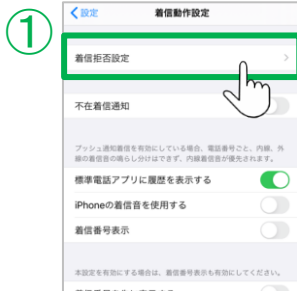 ①
設定
着信動作設定
着信拒否設定
不在着信通知
プッシュ通知着信を有効にしている場合、電話番号ごと、内線、外
線の着信音の鳴らし分けはできず、内線着信音が優先されます。
標準電話アプリに履歴を表示する
iPhoneの着信音を使用する
着信番号表示
本設定を有効にする場合は、着信番号表示も有効にしてください。